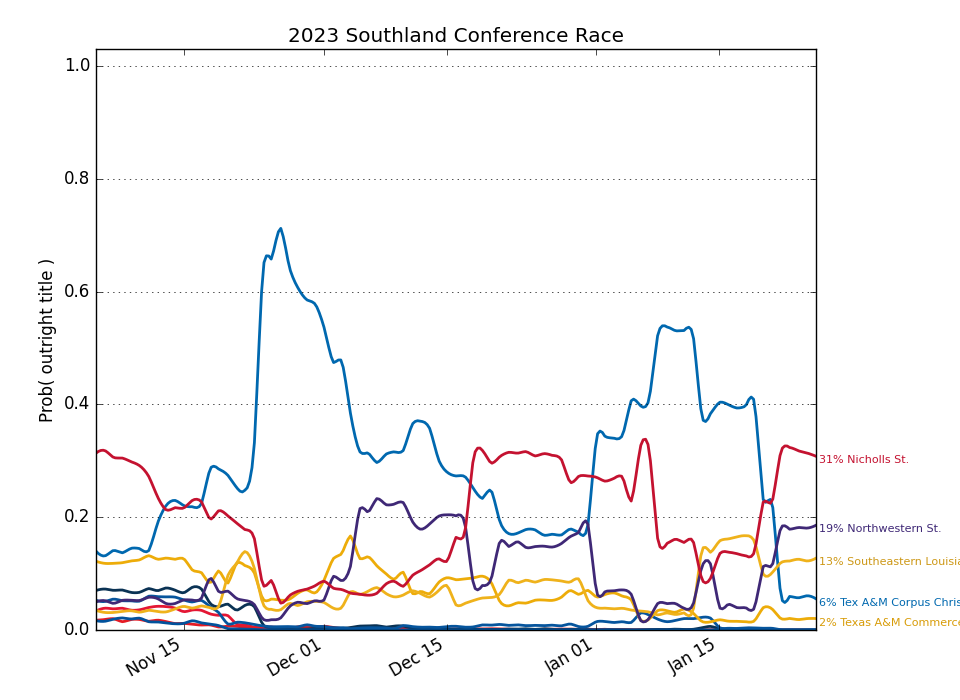 2023 Southland Conference Race
1.0
0.8
0.6
0.4
0.2
0.0
Prob( outright title )
31% Nicholls St.
19% Northwestern St.
13% Southeastern Louisia
6% Tex A&M Corpus Chris
2% Texas A&M Commerce
Nov 15
Dec 01
Dec 15
Jan 01
Jan 15